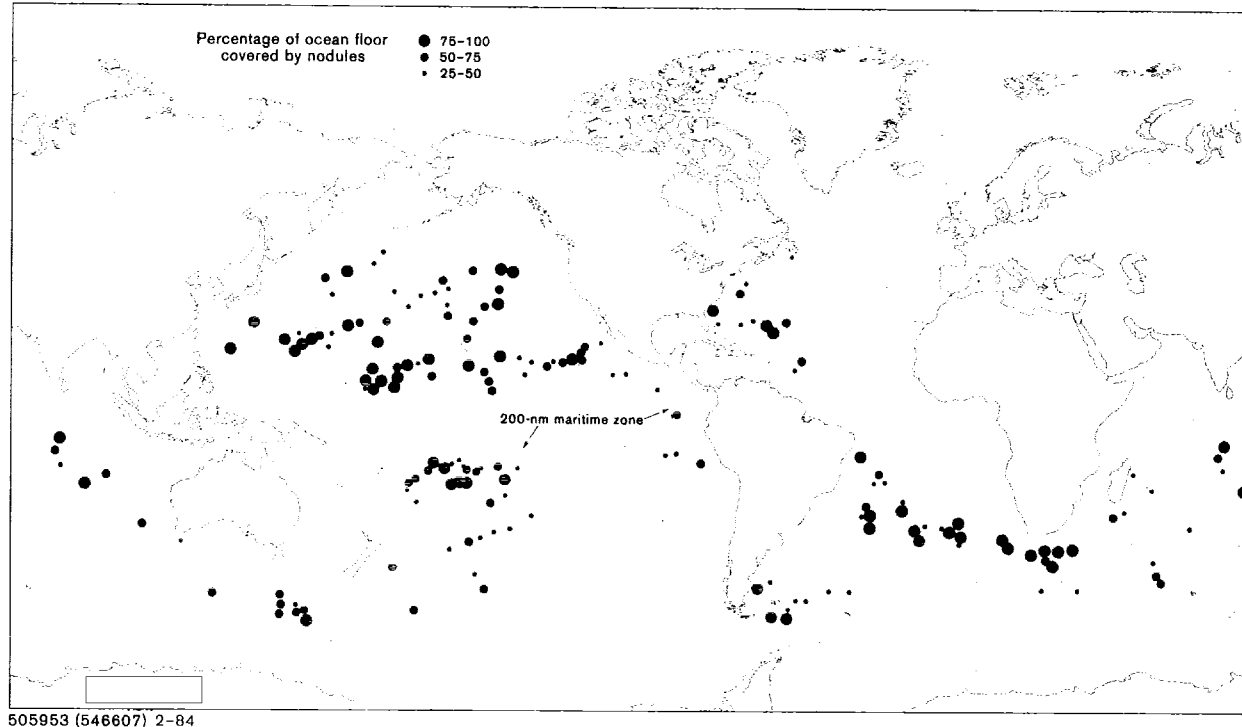 Percentage of ocean floor
covered by nodules
75-100
50-75
25-50
200-nm maritime zone
505953 (546607) 2-84